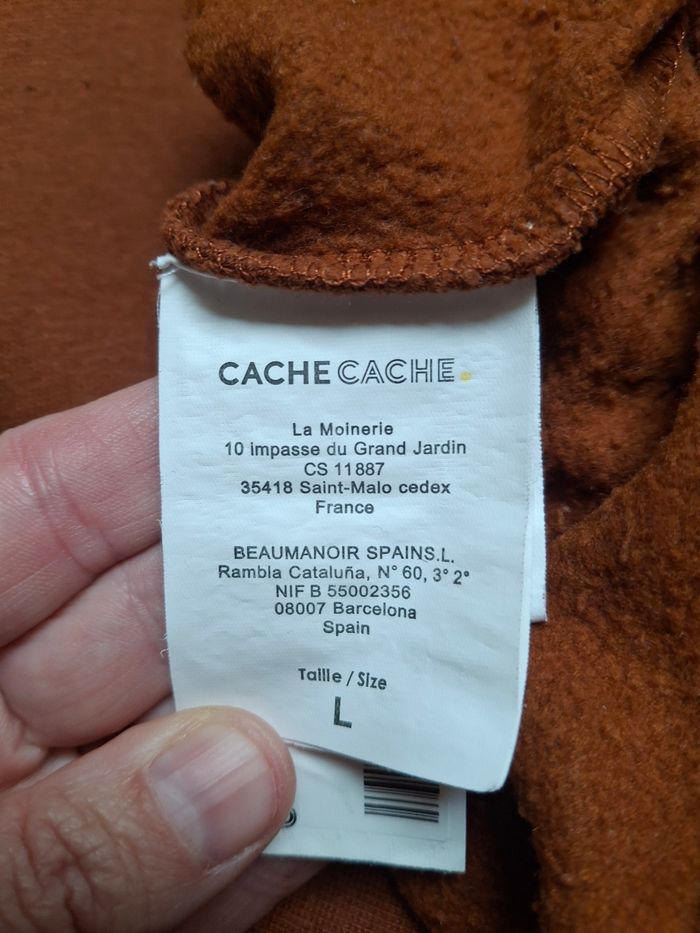 CACHE CACHE.
La Moinerie
10 impasse du Grand Jardin
CS 11887
35418 Saint-Malo cedex
France
BEAUMANOIR SPAINS.L.
Rambla Cataluña, N° 60, 3° 2°
NIF B 55002356
08007 Barcelona
Spain
Taille / Size
L